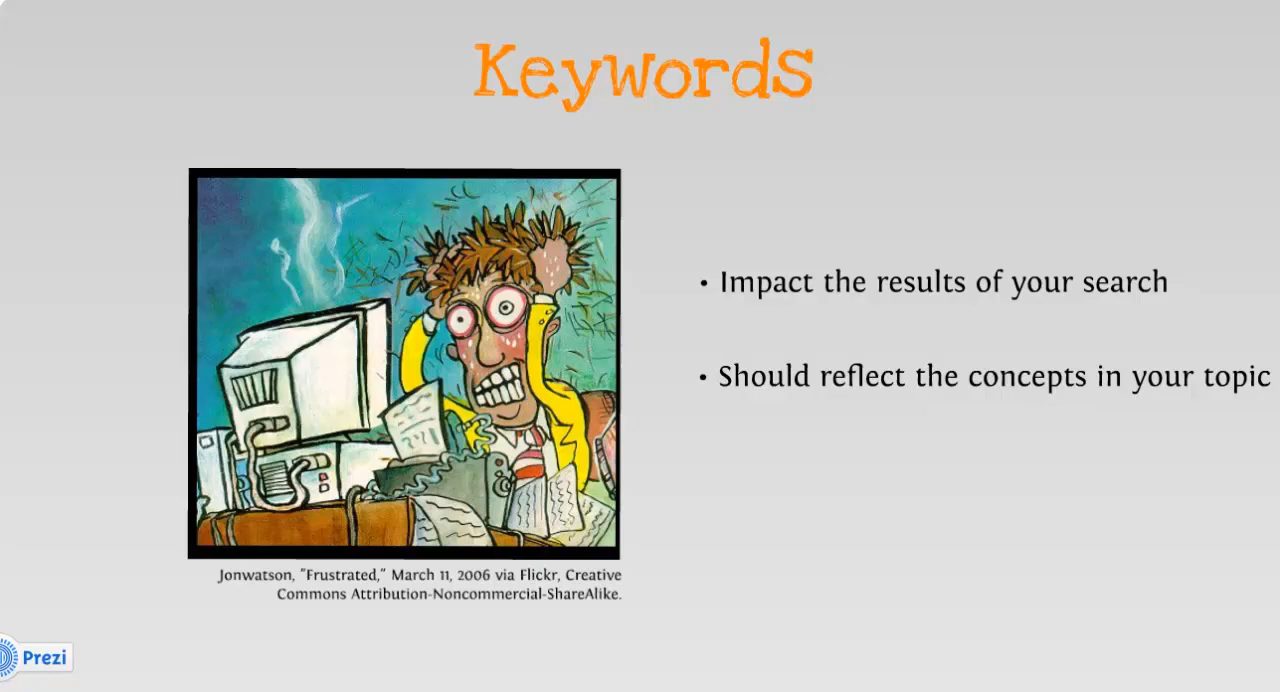 Keywords
• Impact the results of your search
• Should reflect the concepts in your topic
Jonwatson, "Frustrated," March 11, 2006 via Flickr, Creative
Commons Attribution-Noncommercial-ShareAlike.
Prezi